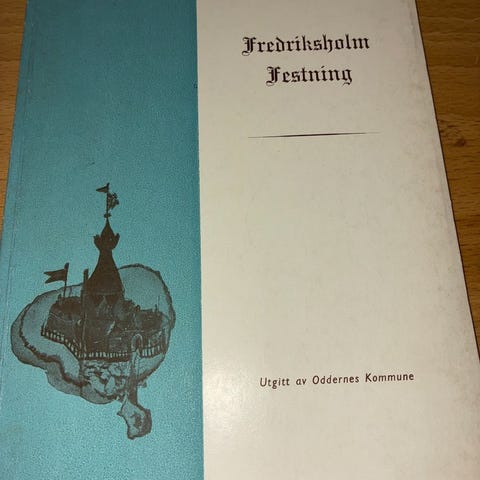 Fredriksholm
Festning
Utgitt av Oddernes Kommune